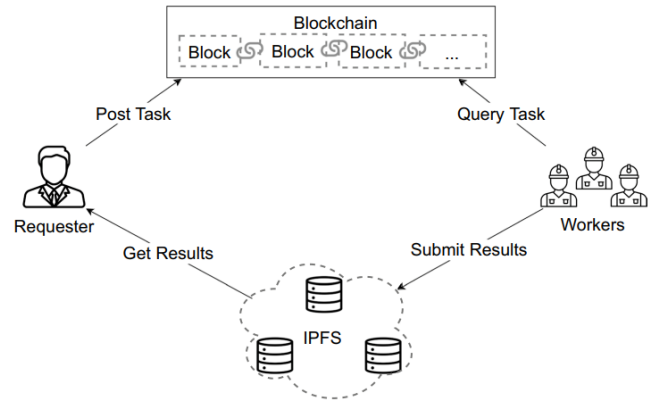 Blockchain
Block Block Block ...
Post Task Query Task
Requester Workers
Get Results Submit Results
IPFS